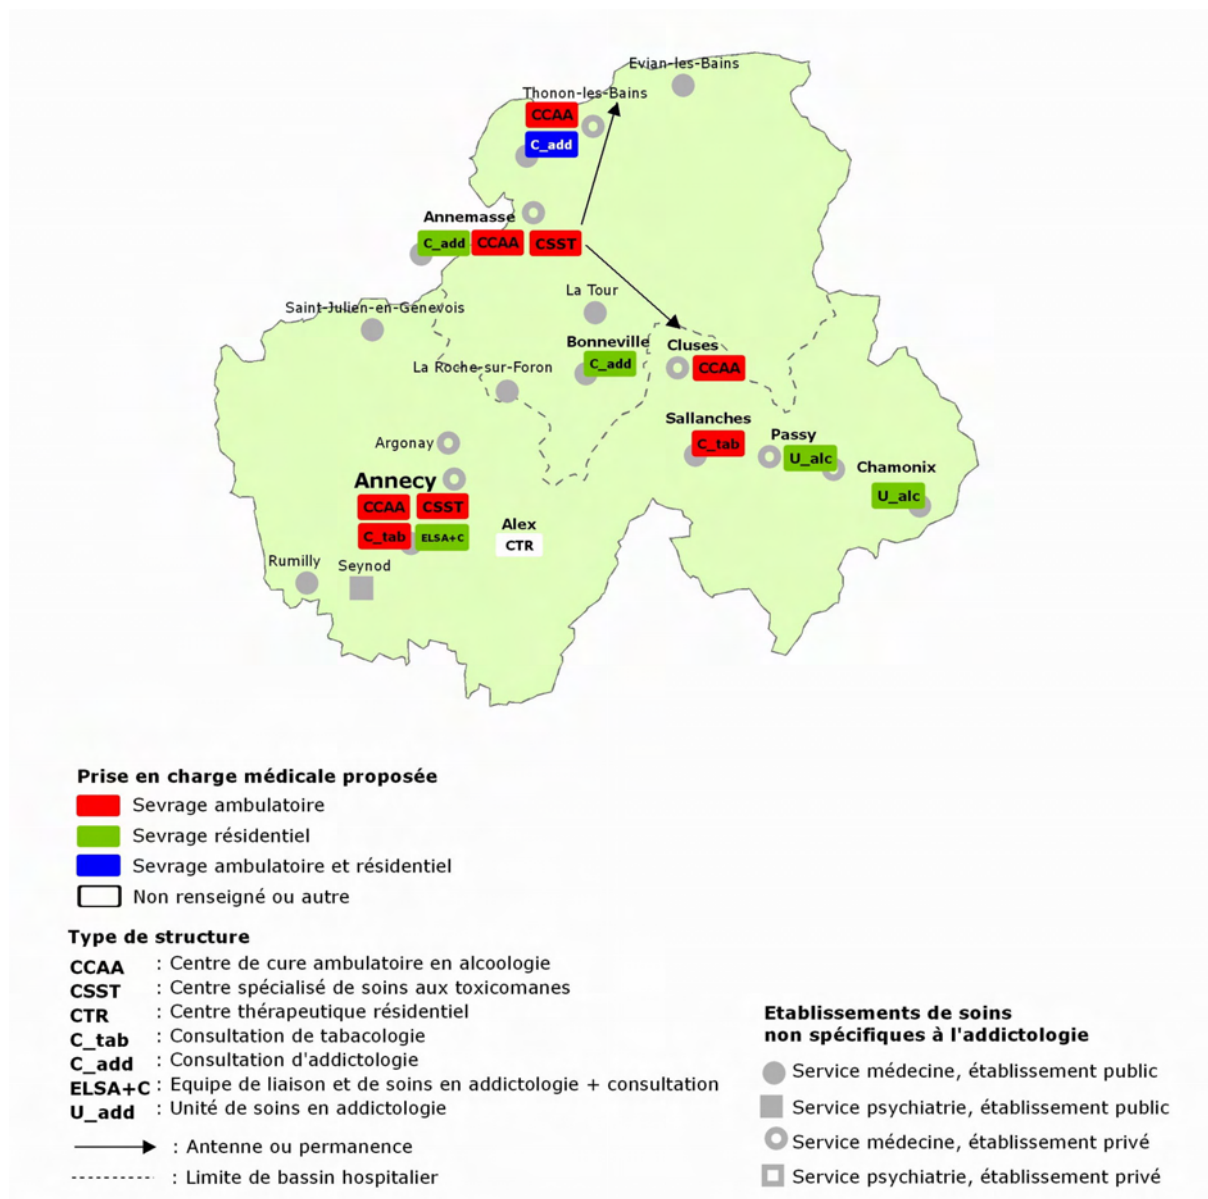 Evian-les-Bains
Thonon-les-Bains
CCAA
C_add
Annemasse
C_add CCAA CSST
Saint-Julien-en-Genevois
La Tour
Bonneville
C_add
Cluses
CCAA
La Roche-sur-Foron
Sallanches
C_tab
Passy
U_alc
Chamonix
U_alc
Argonay
Annecy
CCAA CSST
C_tab ELSA+C
Alex
CTR
Rumilly
Seynod
Prise en charge médicale proposée
Sevrage ambulatoire
Sevrage résidentiel
Sevrage ambulatoire et résidentiel
Non renseigné ou autre
Type de structure
CCAA : Centre de cure ambulatoire en alcoologie
CSST : Centre spécialisé de soins aux toxicomanes
CTR : Centre thérapeutique résidentiel
C_tab : Consultation de tabacologie
C_add : Consultation d'addictologie
ELSA+C : Equipe de liaison et de soins en addictologie + consultation
U_add : Unité de soins en addictologie
: Antenne ou permanence
: Limite de bassin hospitalier
Etablissements de soins
non spécifiques à l'addictologie
Service médecine, établissement public
Service psychiatrie, établissement public
Service médecine, établissement privé
Service psychiatrie, établissement privé